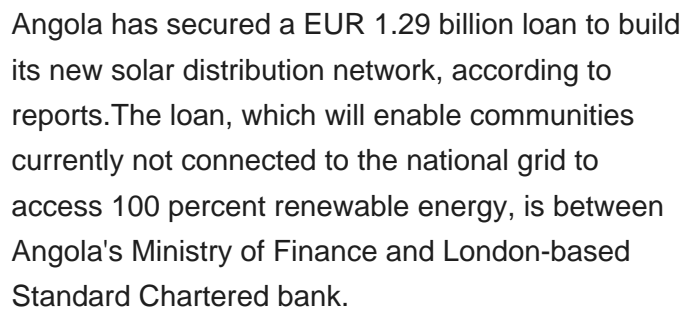 Angola has secured a EUR 1.29 billion loan to build
its new solar distribution network, according to
reports.The loan, which will enable communities
currently not connected to the national grid to
access 100 percent renewable energy, is between
Angola's Ministry of Finance and London-based
Standard Chartered bank.